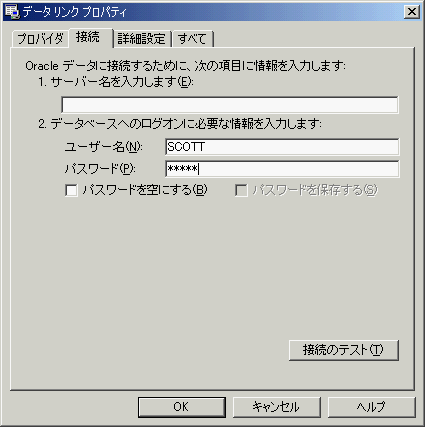 データ リンク プロパティ
プロバイダ 接続 詳細設定 すべて
Oracle データに接続するために、次の項目に情報を入力します:
1. サーバー名を入力します(E):
2. データベースへのログオンに必要な情報を入力します:
ユーザー名(N): SCOTT
パスワード(P): *****
パスワードを空にする(B) パスワードを保存する(S)
接続のテスト(T)
OK キャンセル ヘルプ